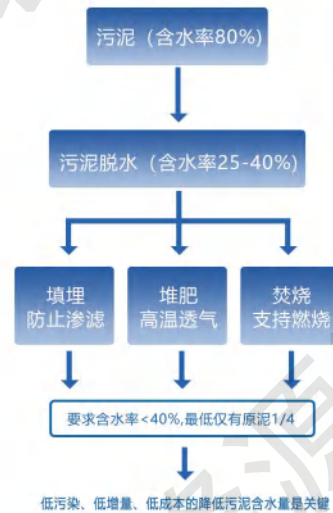 污泥（含水率80%)
污泥脱水（含水率25-40%)
填埋
防止渗滤
堆肥
高温透气
焚烧
支持燃烧
要求含水率<40%,最低仅有原泥1/4
低污染、低增量、低成本的降低污泥含水量是关键